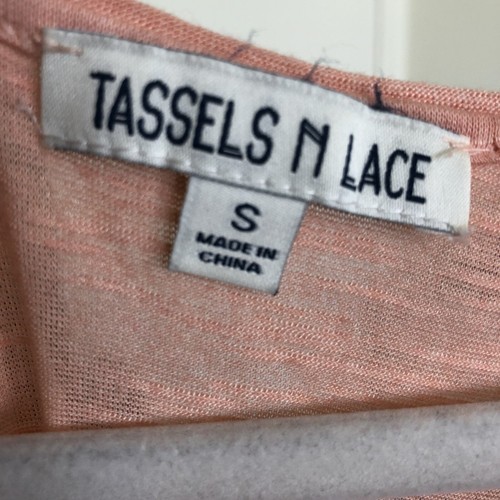 TASSELS N LACE
S
MADE IN
CHINA